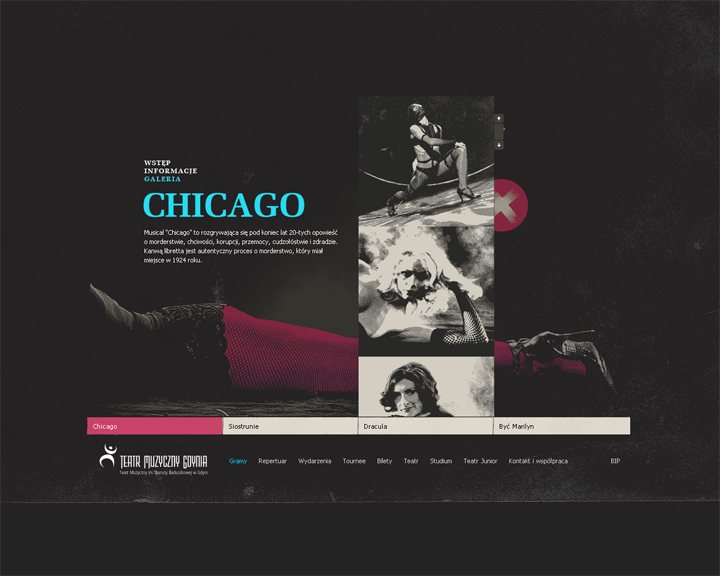 WSTĘP
INFORMACJE
GALERIA
CHICAGO
Musical "Chicago" to rozgrywająca się pod koniec lat 20-tych opowieść
o morderstwie, chciwości, korupcji, przemocy, cudzołóstwie i zdradzie.
Kanwą libretta jest autentyczny proces o morderstwo, który miał
miejsce w 1924 roku.
Chicago
Siostrunie
Dracula
Być Marilyn
TEATR MUZYCZNY GDYNIA
Teatr Muzyczny im. Danuty Baduszkowej w Gdyni
Gramy
Repertuar
Wydarzenia
Tournee
Bilety
Teatr
Studium
Teatr Junior
Kontakt i współpraca
BIP